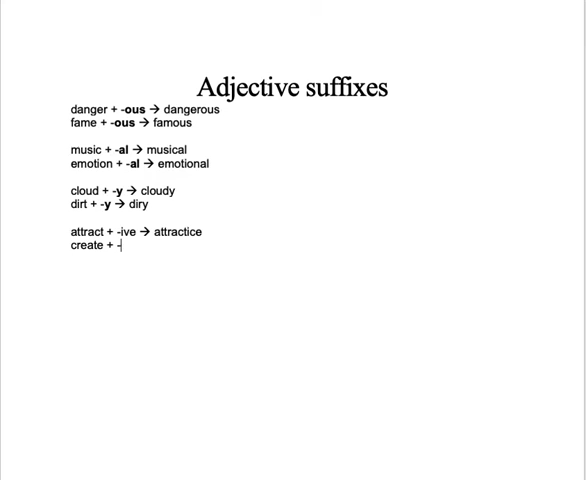 Adjective suffixes
danger + -ous → dangerous
fame + -ous → famous
music + -al → musical
emotion + -al → emotional
cloud + -y → cloudy
dirt + -y → diry
attract + -ive → attractice
create + -